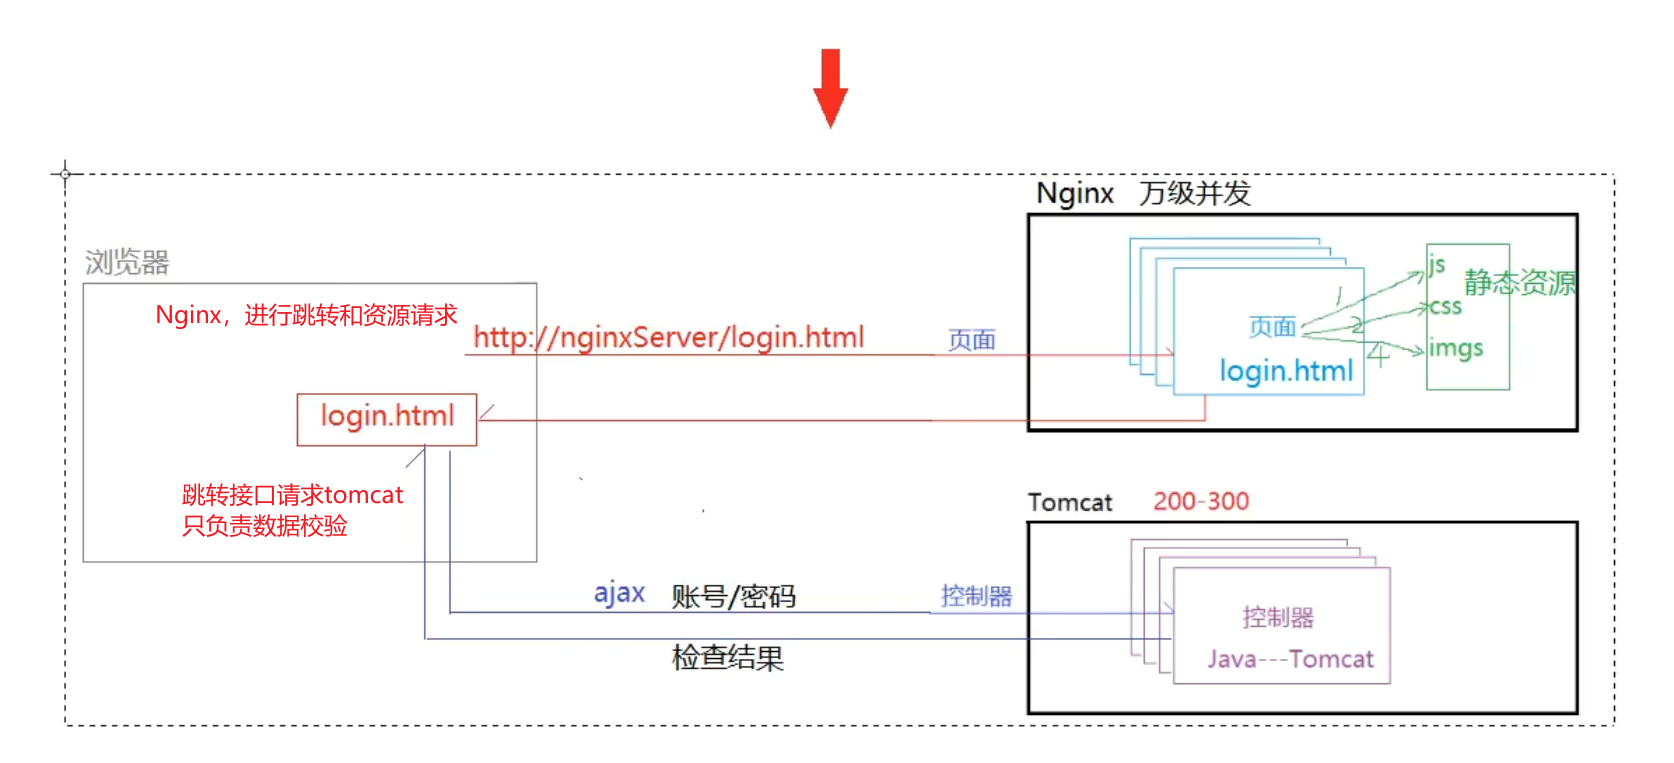 Nginx 万级并发
浏览器
Nginx，进行跳转和资源请求
http://nginxServer/login.html
页面
页面
login.html
1
2
4
js
css
imgs
静态资源
login.html
跳转接口请求tomcat
只负责数据校验
Tomcat 200-300
ajax 账号/密码
控制器
检查结果
控制器
Java---Tomcat